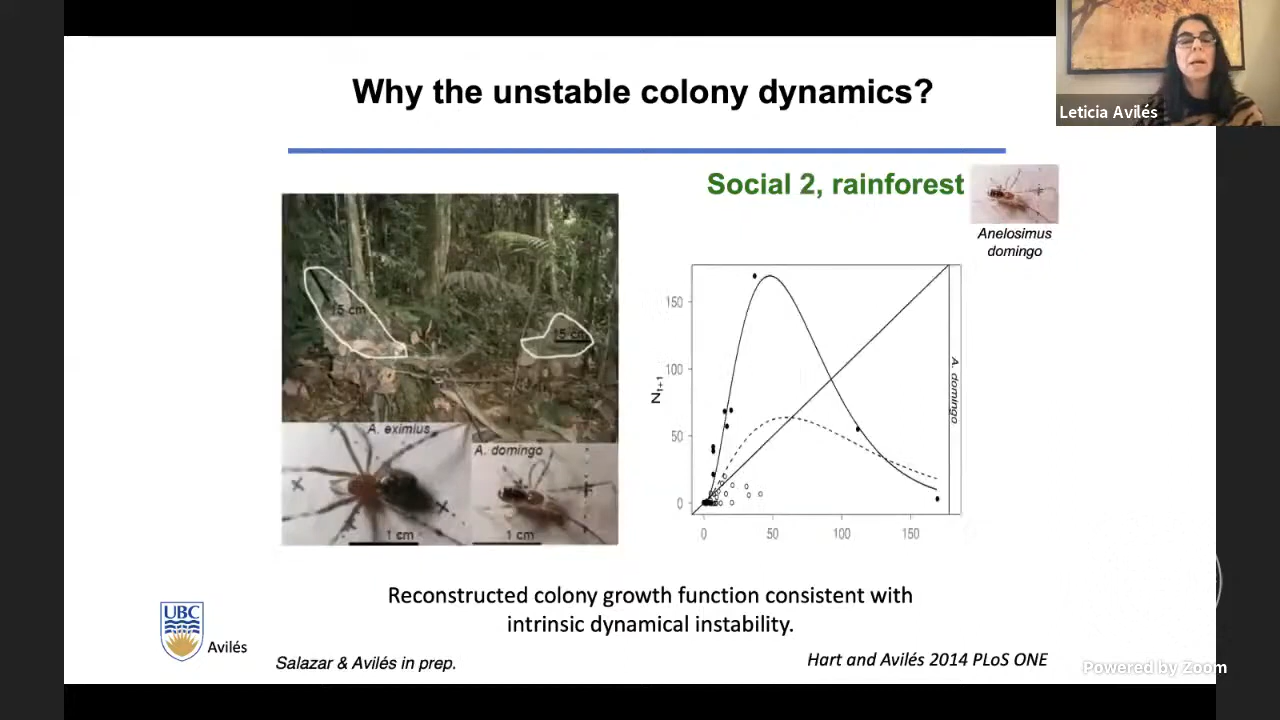 Why the unstable colony dynamics?
Leticia Avilés
Social 2, rainforest
Anelosimus
domingo
15 cm
15 cm
A. eximius
A. domingo
1 cm
1 cm
Nt+1
150
100
50
0
0
50
100
150
A. domingo
Reconstructed colony growth function consistent with
intrinsic dynamical instability.
UBC
Avilés
Salazar & Avilés in prep.
Hart and Avilés 2014 PLoS ONE
Powered by Zoom